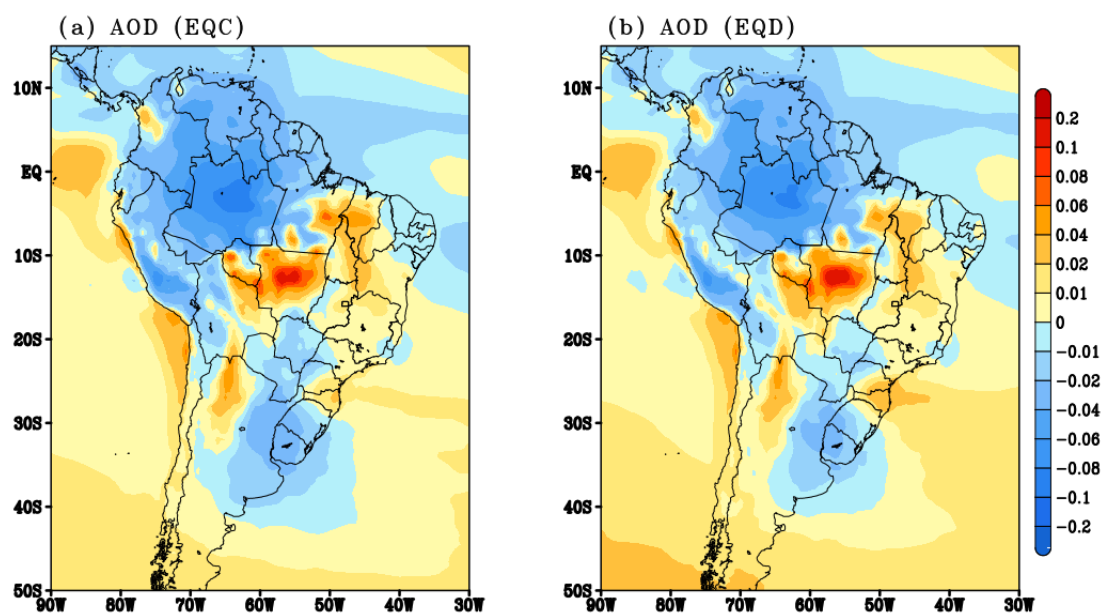 (a) AOD (EQC)
(b) AOD (EQD)
10N
EQ
10S
20S
30S
40S
50S
90W 80W 70W 60W 50W 40W 30W
10N
EQ
10S
20S
30S
40S
50S
90W 80W 70W 60W 50W 40W 30W
0.2
0.1
0.08
0.06
0.04
0.02
0.01
0
−0.01
−0.02
−0.04
−0.06
−0.08
−0.1
−0.2